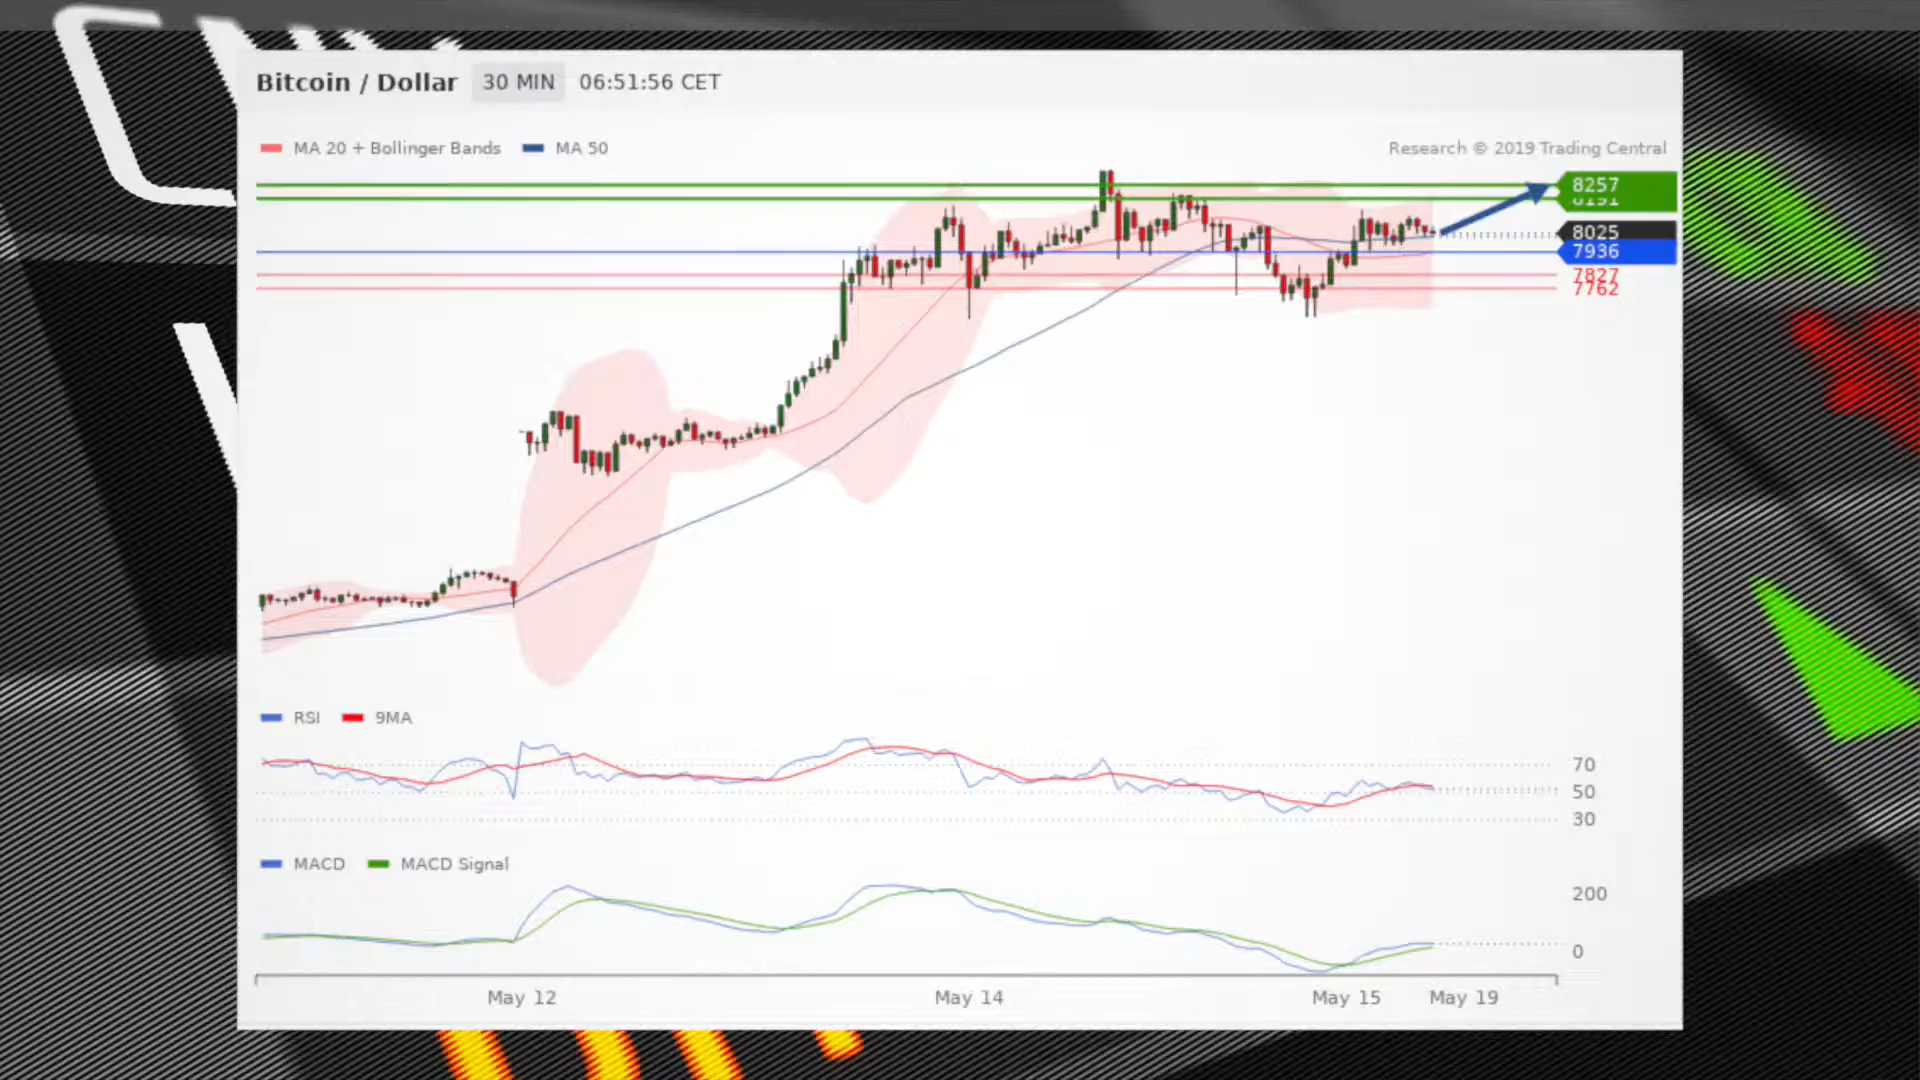 Bitcoin / Dollar 30 MIN 06:51:56 CET
MA 20 + Bollinger Bands MA 50 Research © 2019 Trading Central
8257
8025
7936
7827
7762
RSI 9MA
70
50
30
MACD MACD Signal
200
0
May 12 May 14 May 15 May 19